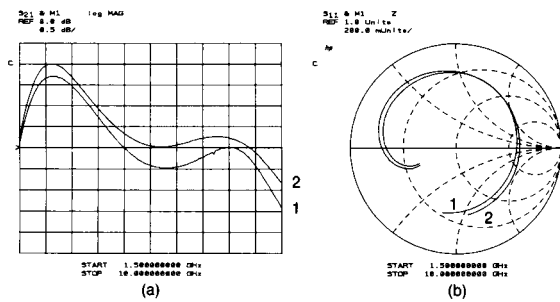 S21 & M1 log MAG
REF 8.0 dB
0.5 dB/
C
2
1
START 1.500000000 GHz
STOP 10.000000000 GHz
(a)
S11 & M1 Z
REF 1.0 Units
200.0 mUnits/
hp
C
1
2
START 1.500000000 GHz
STOP 10.000000000 GHz
(b)